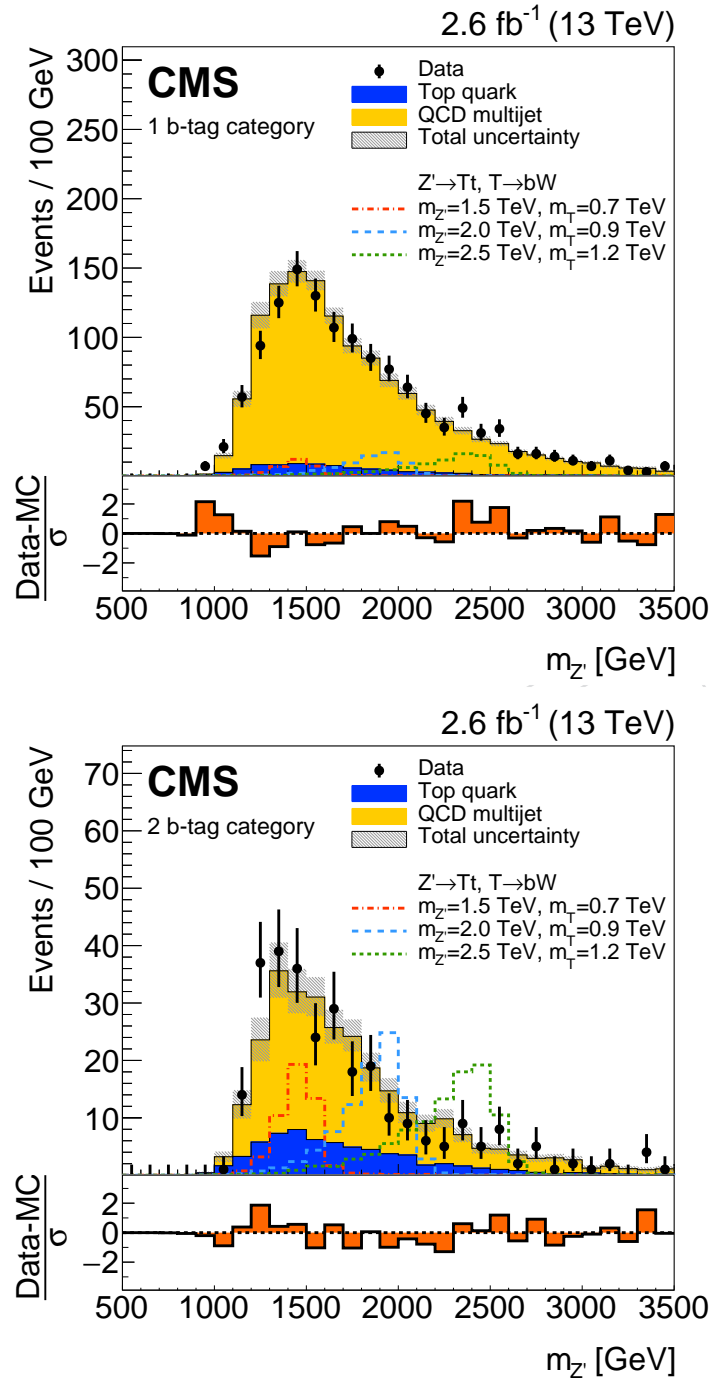 2.6 fb⁻¹ (13 TeV)
Events / 100 GeV
300
250
200
150
100
50
CMS
1 b-tag category
Data
Top quark
QCD multijet
Total uncertainty
Z'→Tt, T→bW
m_Z'=1.5 TeV, m_T=0.7 TeV
m_Z'=2.0 TeV, m_T=0.9 TeV
m_Z'=2.5 TeV, m_T=1.2 TeV
Data-MC
σ
2
0
−2
500 1000 1500 2000 2500 3000 3500
m_Z' [GeV]
2.6 fb⁻¹ (13 TeV)
Events / 100 GeV
70
60
50
40
30
20
10
CMS
2 b-tag category
Data
Top quark
QCD multijet
Total uncertainty
Z'→Tt, T→bW
m_Z'=1.5 TeV, m_T=0.7 TeV
m_Z'=2.0 TeV, m_T=0.9 TeV
m_Z'=2.5 TeV, m_T=1.2 TeV
Data-MC
σ
2
0
−2
500 1000 1500 2000 2500 3000 3500
m_Z' [GeV]